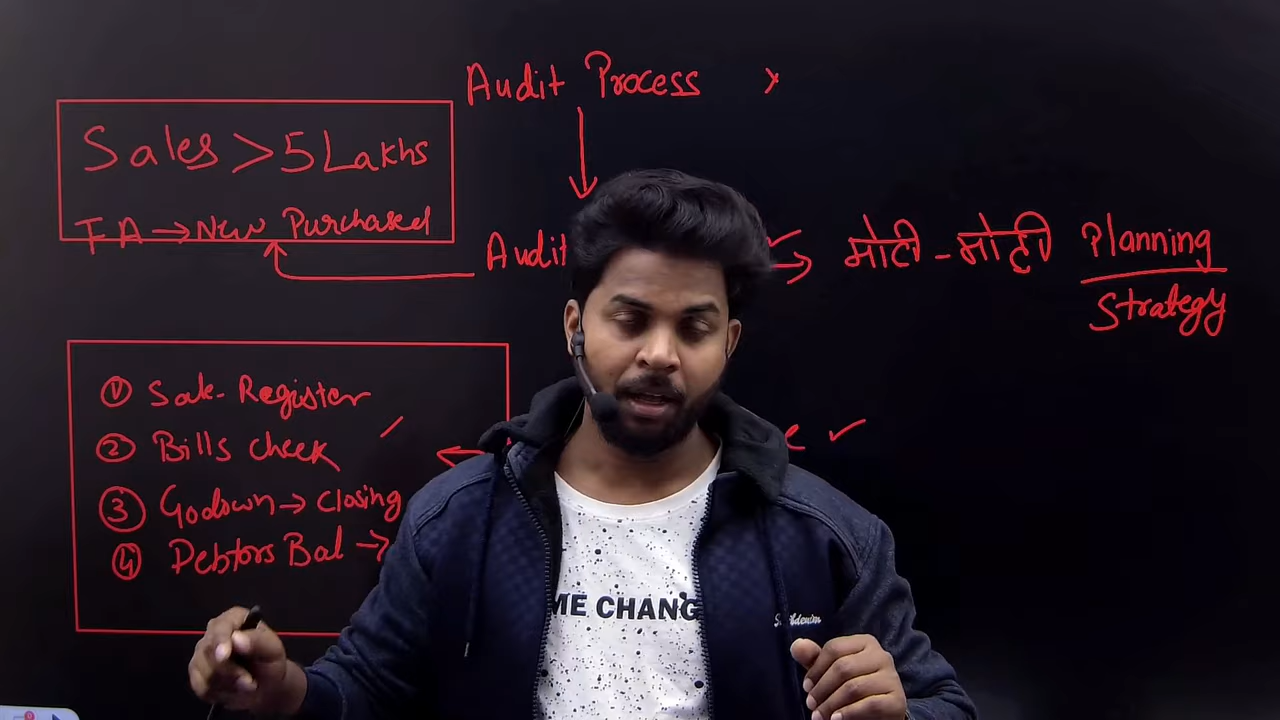 Audit Process
Sales > 5 Lakhs
FA → New Purchased
Audit
मोटी - मोटी Planning
Strategy
① Sale-Register
② Bills check
③ Godown → Closing
④ Debtors Bal →
ME CHANG